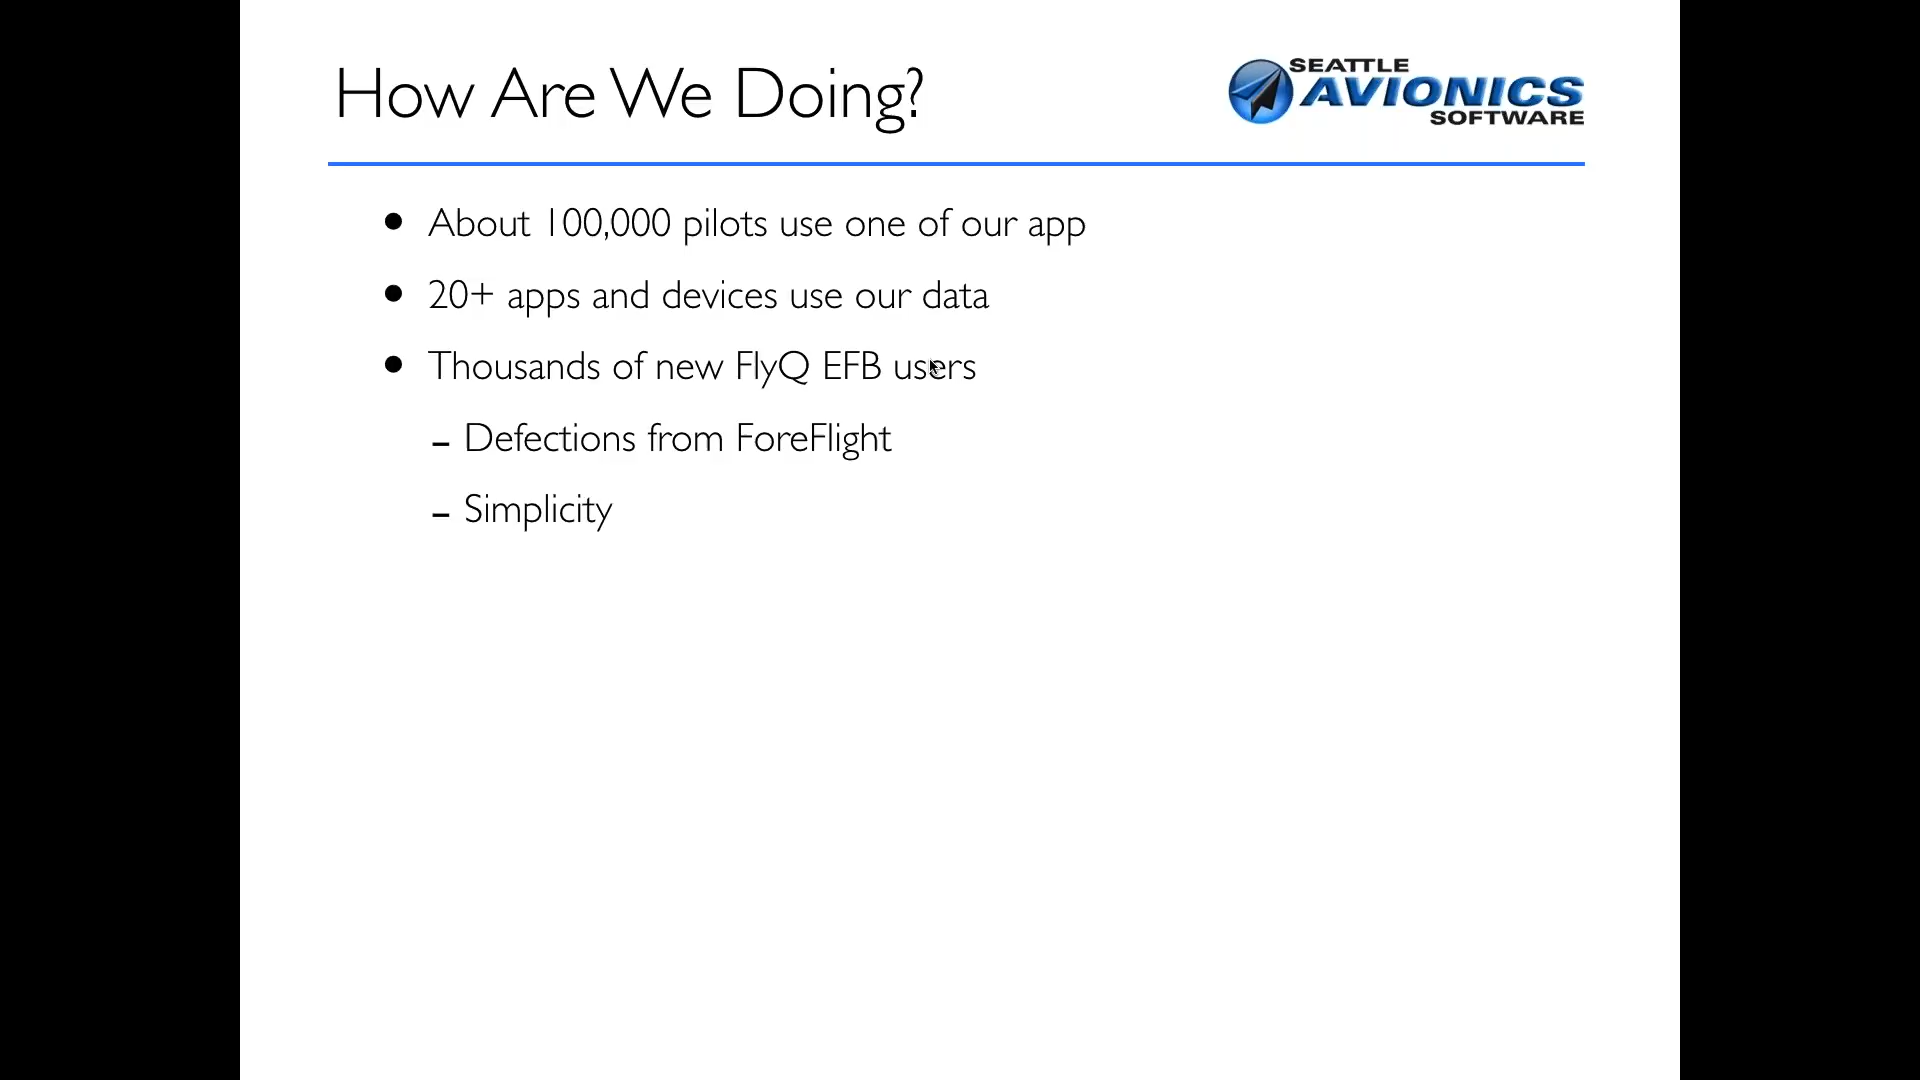 How Are We Doing?
SEATTLE
AVIONICS
SOFTWARE
• About 100,000 pilots use one of our app
• 20+ apps and devices use our data
• Thousands of new FlyQ EFB users
– Defections from ForeFlight
– Simplicity